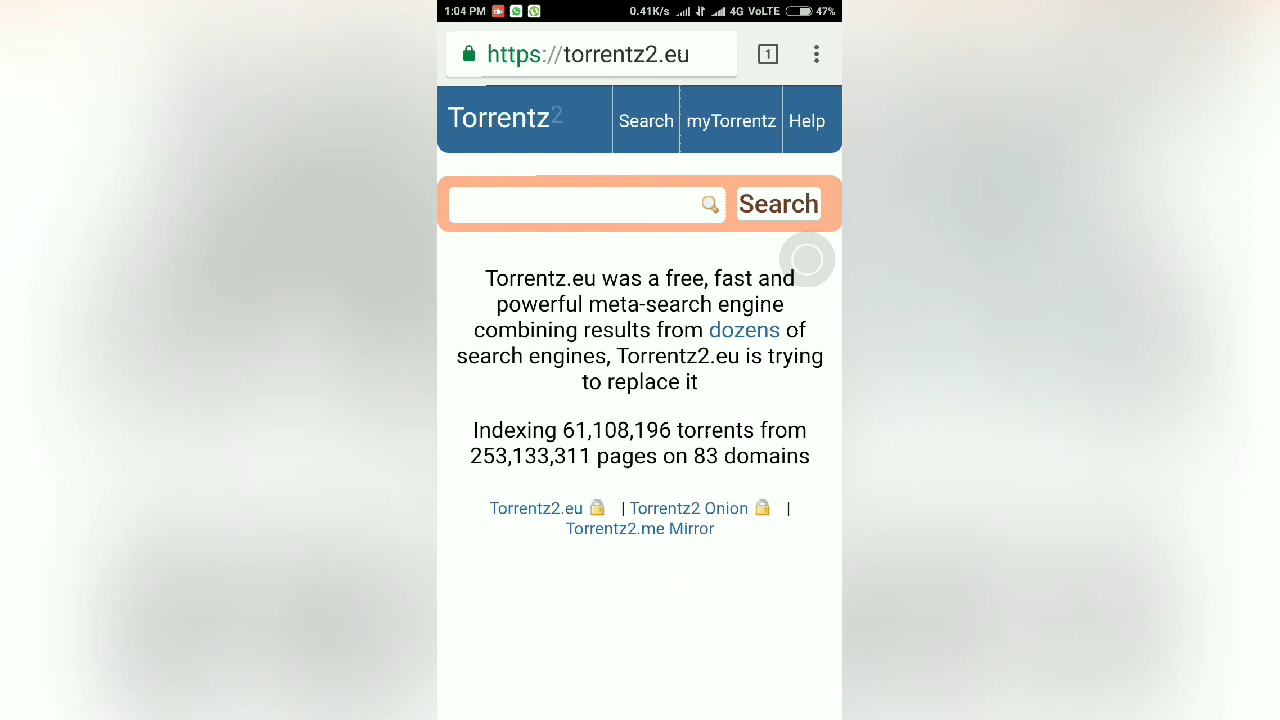 1:04 PM 0.41K/s 4G VoLTE 47%
https://torrentz2.eu 1
Torrentz2 Search myTorrentz Help
Search
Torrentz.eu was a free, fast and
powerful meta-search engine
combining results from dozens of
search engines, Torrentz2.eu is trying
to replace it
Indexing 61,108,196 torrents from
253,133,311 pages on 83 domains
Torrentz2.eu | Torrentz2 Onion |
Torrentz2.me Mirror